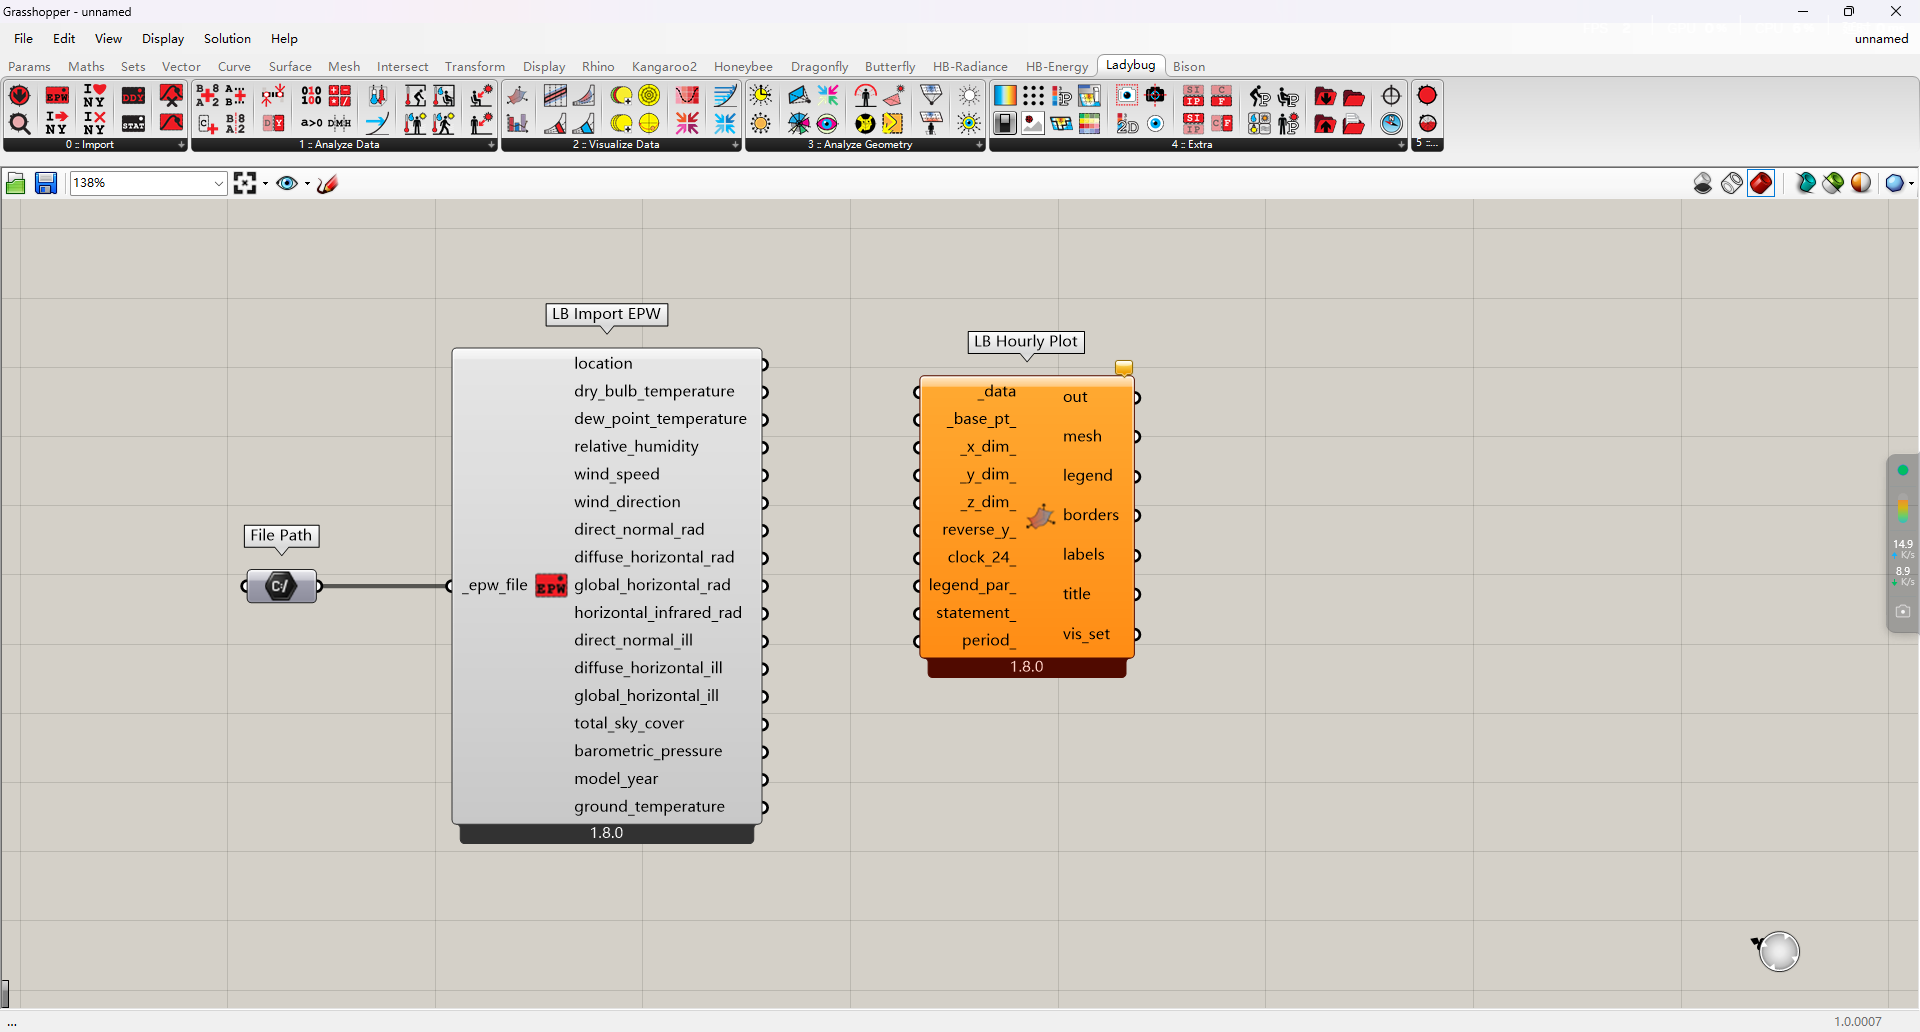 Grasshopper - unnamed
File Edit View Display Solution Help
unnamed
Params Maths Sets Vector Curve Surface Mesh Intersect Transform Display Rhino Kangaroo2 Honeybee Dragonfly Butterfly HB-Radiance HB-Energy Ladybug Bison
0 :: Import
1 :: Analyze Data
2 :: Visualize Data
3 :: Analyze Geometry
4 :: Extra
5 ::...
138%
LB Import EPW
location
dry_bulb_temperature
dew_point_temperature
relative_humidity
wind_speed
wind_direction
direct_normal_rad
diffuse_horizontal_rad
_epw_file EPW global_horizontal_rad
horizontal_infrared_rad
direct_normal_ill
diffuse_horizontal_ill
global_horizontal_ill
total_sky_cover
barometric_pressure
model_year
ground_temperature
1.8.0
File Path
C:/
LB Hourly Plot
_data
_base_pt_
_x_dim_
_y_dim_
_z_dim_
reverse_y_
clock_24_
legend_par_
statement_
period_
out
mesh
legend
borders
labels
title
vis_set
1.8.0
14.9
K/s
8.9
K/s
...
1.0.0007